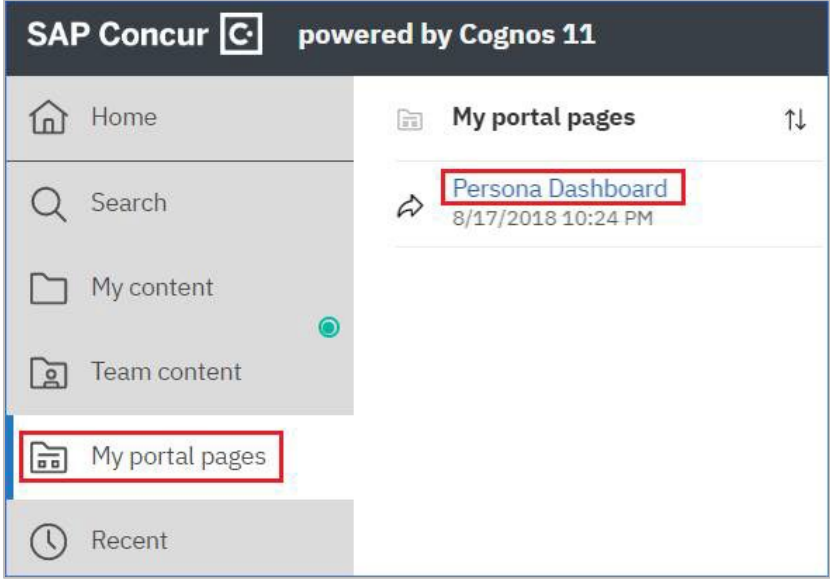 SAP Concur C powered by Cognos 11
Home
Search
My content
Team content
My portal pages
Recent
My portal pages
Persona Dashboard
8/17/2018 10:24 PM